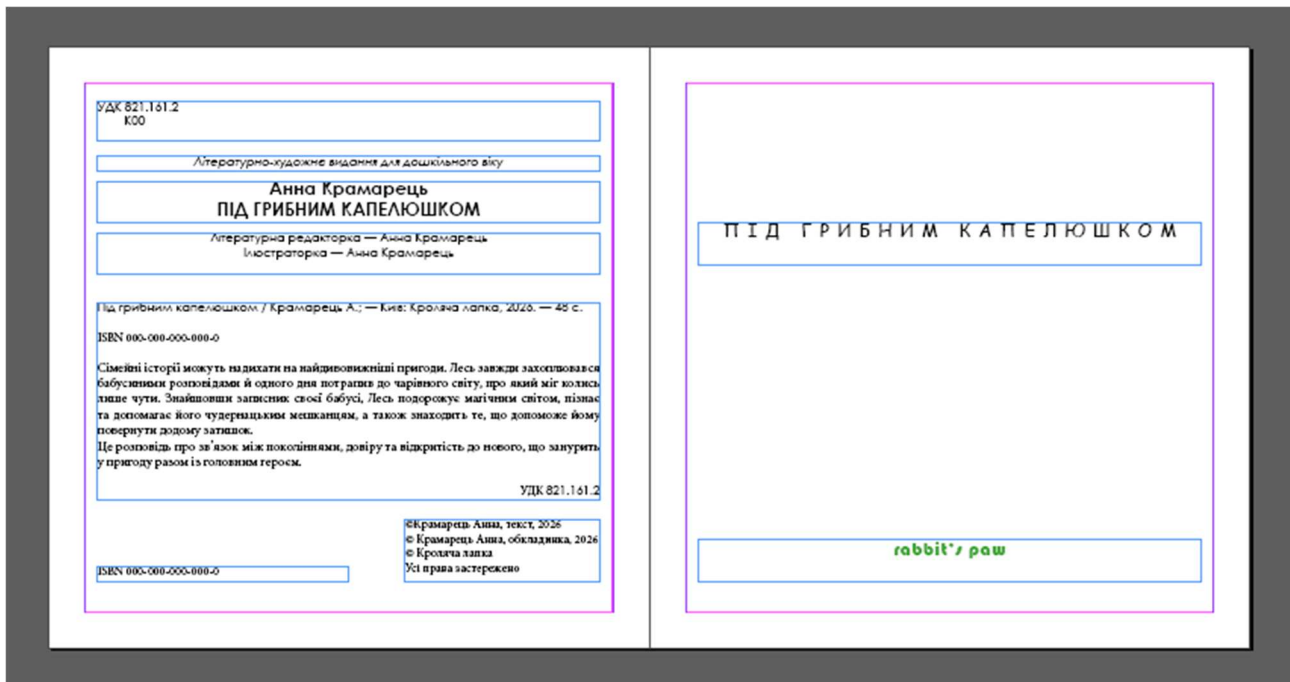 УДК 821.161.2
К00
Літературно-художнє видання для дошкільного віку
Анна Крамарець
ПІД ГРИБНИМ КАПЕЛЮШКОМ
Літературна редакторка — Анна Крамарець
Ілюстраторка — Анна Крамарець
Під грибним капелюшком / Крамарець А.; — Київ: Кроляча лапка, 2026. — 48 с.
ISBN 000-000-000-000-0
Сімейні історії можуть надихати на найдивовижніші пригоди. Лесь завжди захоплювався
бабусиними розповідями й одного дня потрапив до чарівного світу, про який міг колись
лише чути. Знайшовши записник своєї бабусі, Лесь подорожує магічним світом, пізнає
та допомагає його чудернацьким мешканцям, а також знаходить те, що допоможе йому
повернути додому затишок.
Це розповідь про зв'язок між поколіннями, довіру та відкритість до нового, що занурить
у пригоду разом із головним героєм.
УДК 821.161.2
©Крамарець Анна, текст, 2026
© Крамарець Анна, обкладинка, 2026
© Кроляча лапка
Усі права застережено
ISBN 000-000-000-000-0
ПІД ГРИБНИМ КАПЕЛЮШКОМ
rabbit's paw